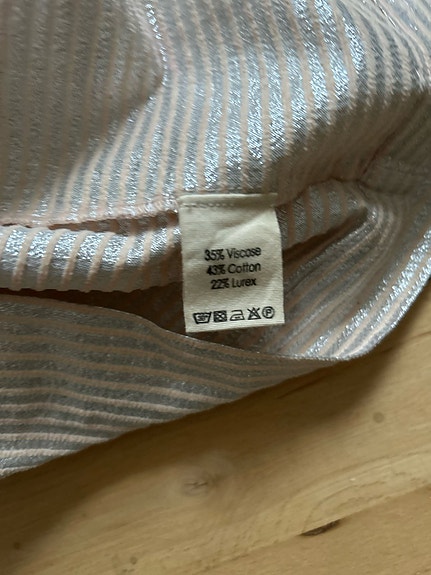 35% Viscose
43% Cotton
22% Lurex